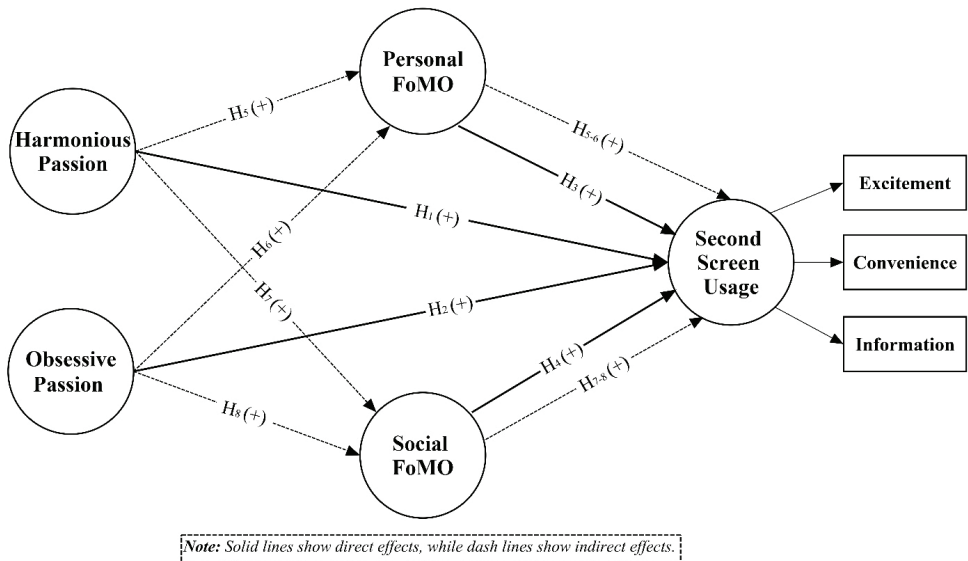 Personal
FoMO
Harmonious
Passion
H5(+)
H5-6(+)
H3(+)
Excitement
H1(+)
Second
Screen
Usage
H6(+)
Convenience
H7(+)
H2(+)
Obsessive
Passion
Information
H4(+)
H7-8(+)
H8(+)
Social
FoMO
Note: Solid lines show direct effects, while dash lines show indirect effects.